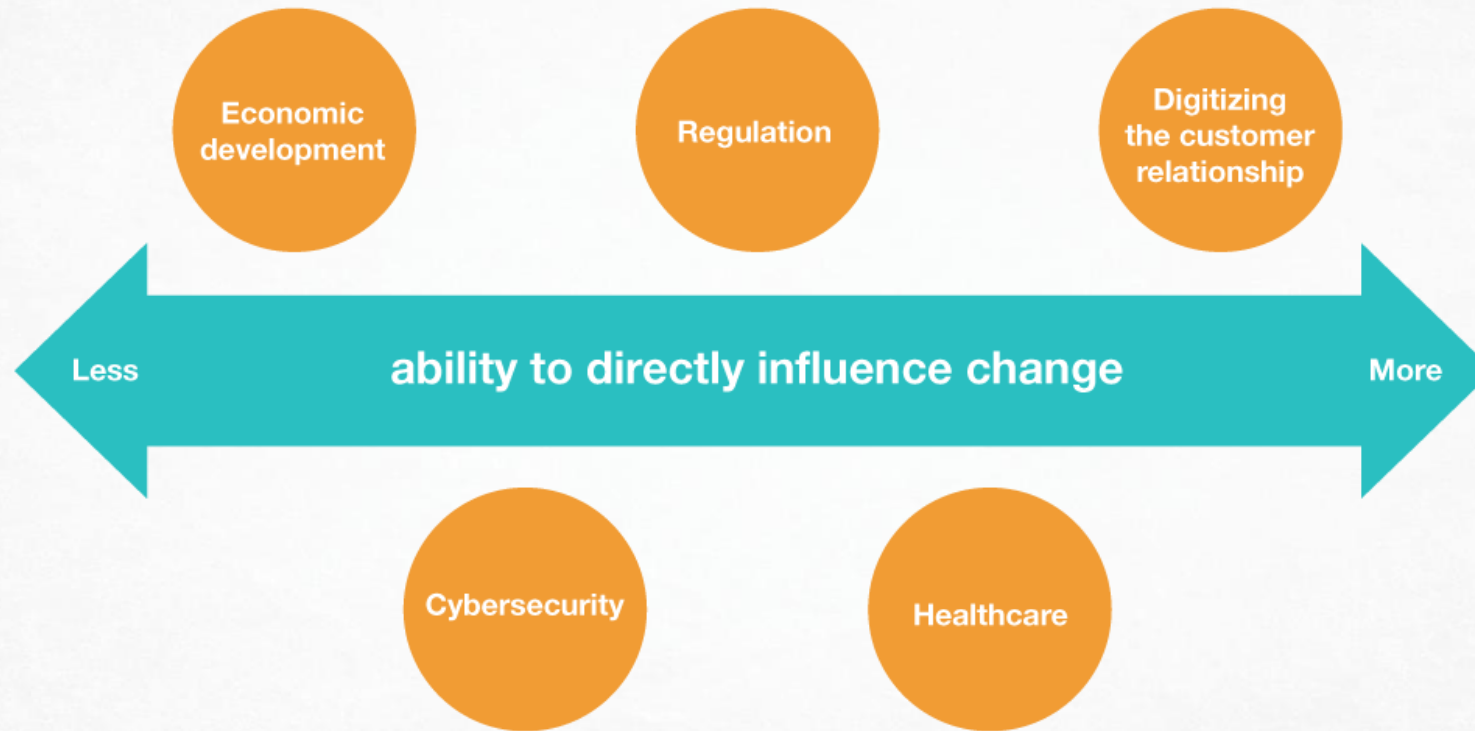 Economic
development
Regulation
Digitizing
the customer
relationship
Less
ability to directly influence change
More
Cybersecurity
Healthcare